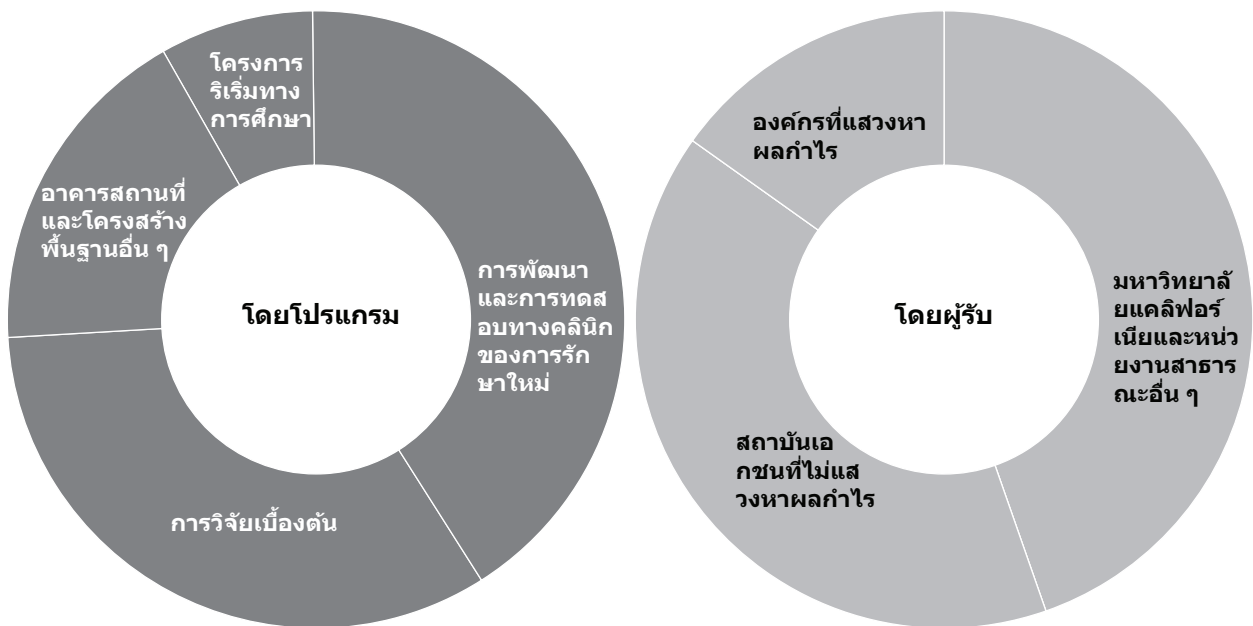 โครงการ
ริเริ่มทาง
การศึกษา
อาคารสถานที่
และโครงสร้าง
พื้นฐานอื่น ๆ
การพัฒนา
และการทดส
อบทางคลินิก
ของการรัก
ษาใหม่
โดยโปรแกรม
การวิจัยเบื้องต้น
องค์กรที่แสวงหา
ผลกำไร
มหาวิทยาลั
ยแคลิฟอร์
เนียและหน่ว
ยงานสาธาร
ณะอื่น ๆ
โดยผู้รับ
สถาบันเอ
กชนที่ไม่แส
วงหาผลกำไร